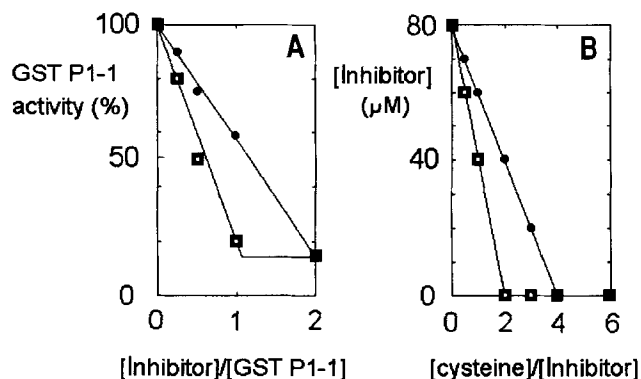 100
A
GST P1-1
activity (%)
50
0
0 1 2
[Inhibitor]/[GST P1-1]
80
B
[Inhibitor]
(µM)
40
0
0 2 4 6
[cysteine]/[Inhibitor]